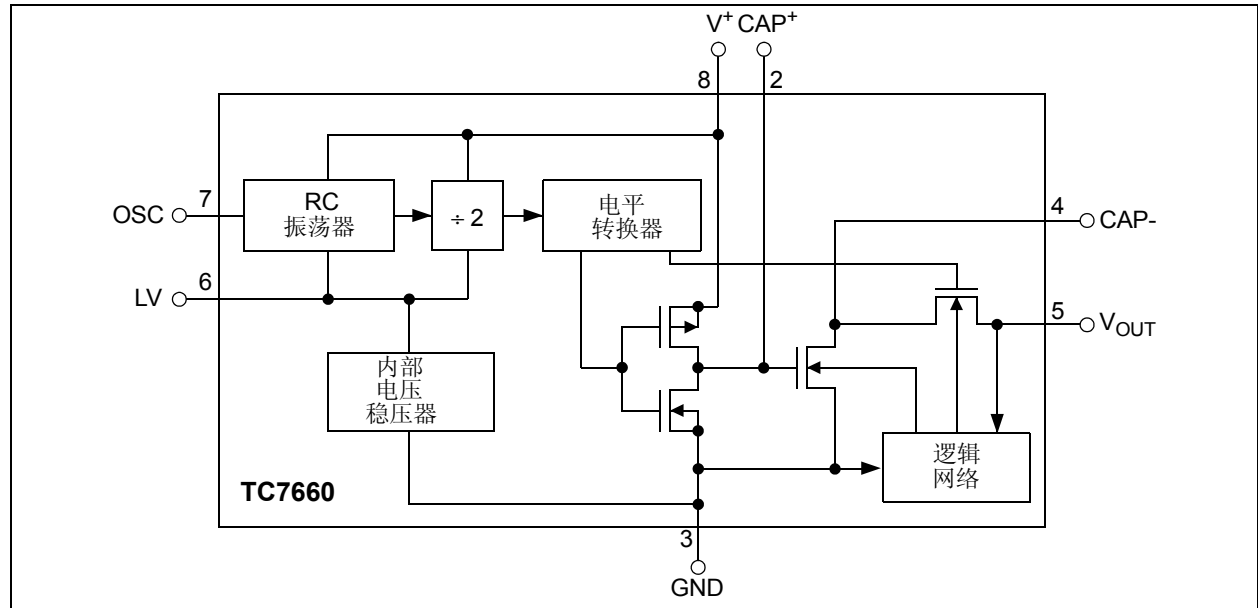 V+ CAP+
8 2
7
OSC
RC
振荡器
÷ 2
电平
转换器
4
CAP-
6
LV
5
VOUT
内部
电压
稳压器
逻辑
网络
TC7660
3
GND